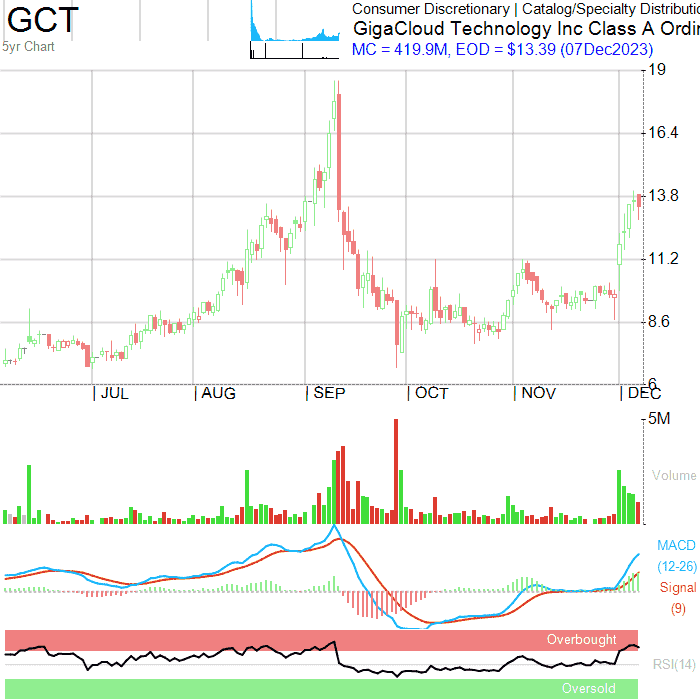 GCT
5yr Chart
Consumer Discretionary | Catalog/Specialty Distributio
GigaCloud Technology Inc Class A Ordin
MC = 419.9M, EOD = $13.39 (07Dec2023)
19
16.4
13.8
11.2
8.6
6
JUL AUG SEP OCT NOV DEC
5M
Volume
MACD
(12-26)
Signal
(9)
Overbought
RSI(14)
Oversold